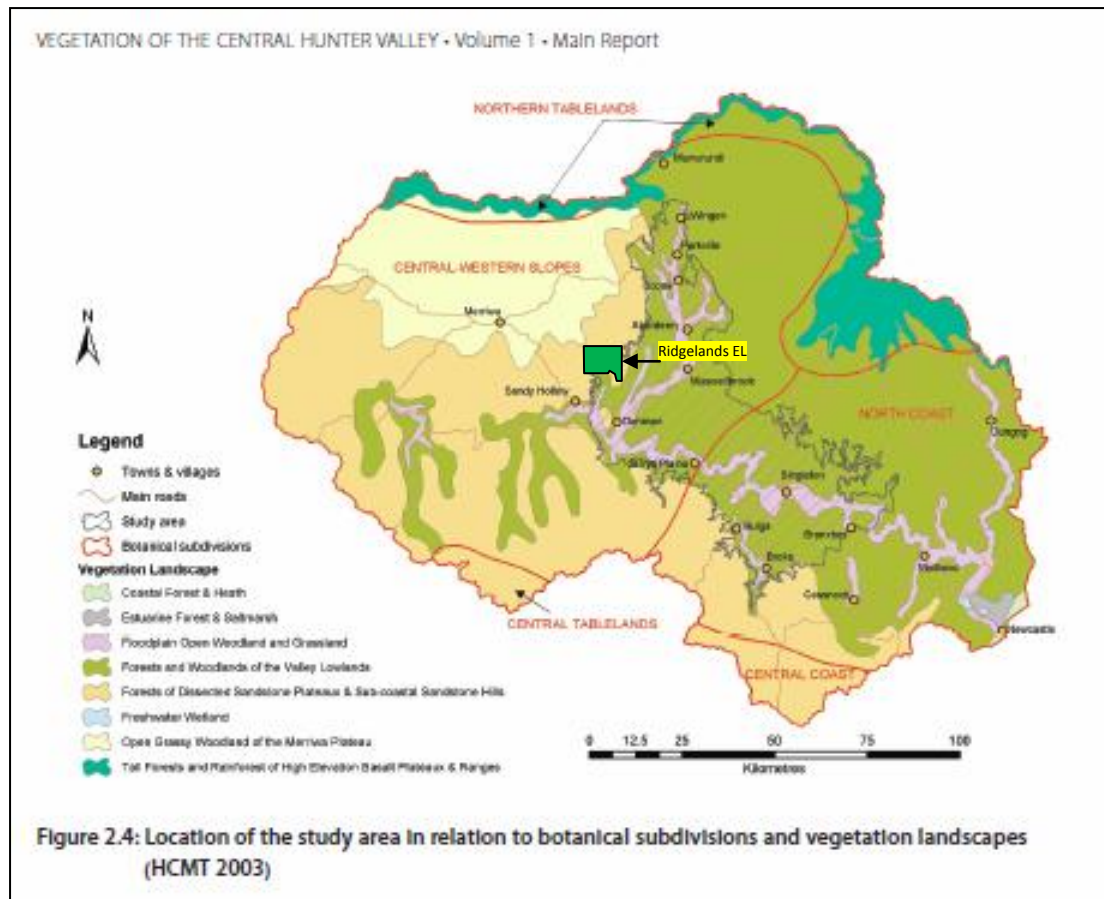 VEGETATION OF THE CENTRAL HUNTER VALLEY • Volume 1 • Main Report
NORTHERN TABLELANDS
Murrurundi
Wingen
Parkville
CENTRAL-WESTERN SLOPES
Scone
N
Merriwa
Aberdeen
Ridgelands EL
Muswellbrook
Sandy Hollow
NORTH COAST
Denman
Dungog
Legend
Towns & villages
Main roads
Study area
Botanical subdivisions
Vegetation Landscape
Coastal Forest & Heath
Estuarine Forest & Saltmarsh
Floodplain Open Woodland and Grassland
Forests and Woodlands of the Valley Lowlands
Forests of Dissected Sandstone Plateaux & Sub-coastal Sandstone Hills
Freshwater Wetland
Open Grassy Woodland of the Merriwa Plateau
Tall Forests and Rainforest of High Elevation Basalt Plateaux & Ranges
Jerrys Plains
Singleton
Bulga
Branxton
Broke
Maitland
Cessnock
Newcastle
CENTRAL TABLELANDS
CENTRAL COAST
0 12.5 25 50 75 100
Kilometres
Figure 2.4: Location of the study area in relation to botanical subdivisions and vegetation landscapes
(HCMT 2003)